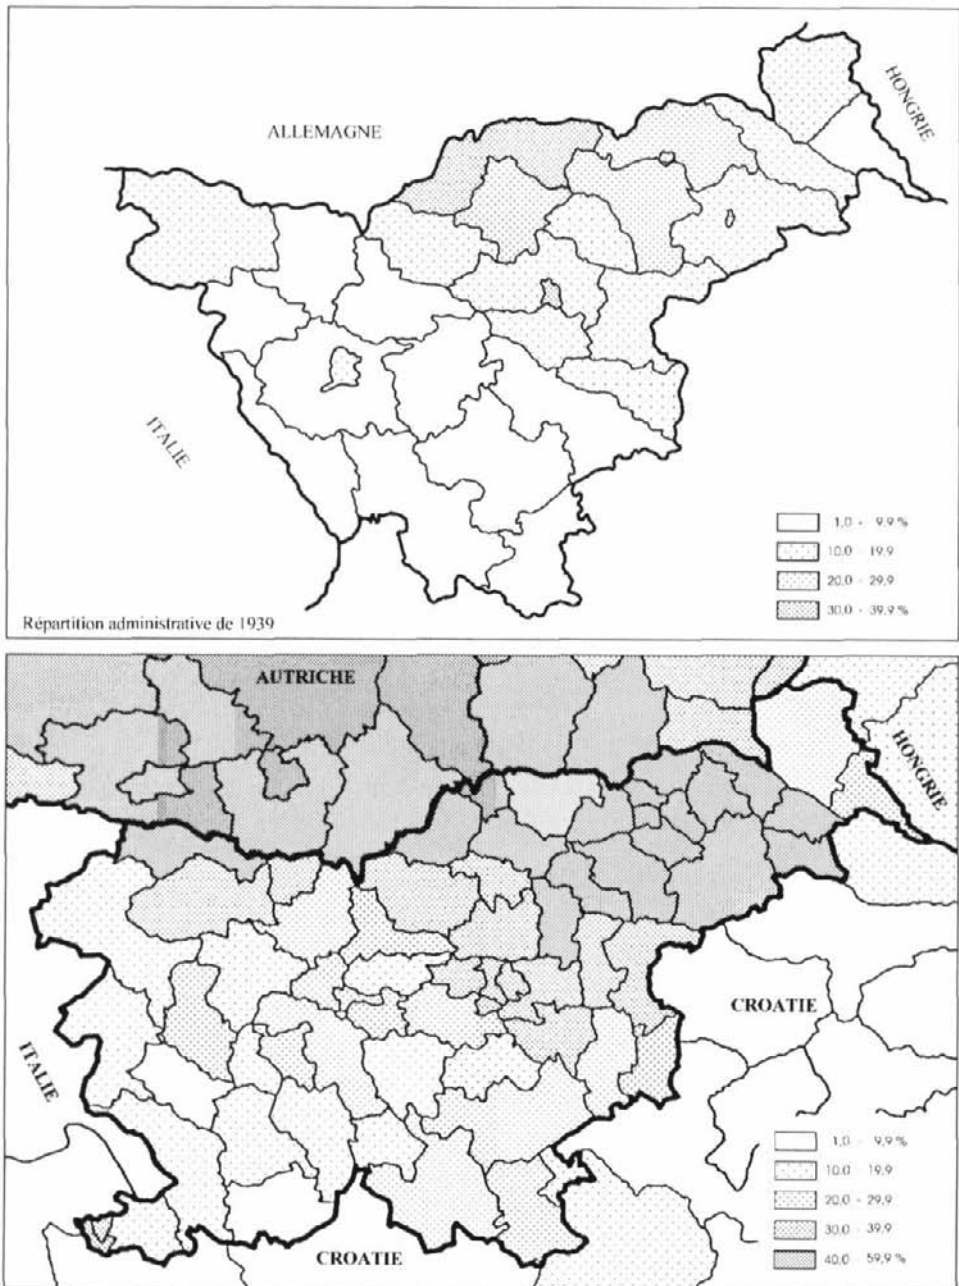 ALLEMAGNE
HONGRIE
ITALIE
1,0 - 9,9 %
10,0 - 19,9
20,0 - 29,9
30,0 - 39,9 %
Répartition administrative de 1939
AUTRICHE
HONGRIE
CROATIE
ITALIE
1,0 - 9,9 %
10,0 - 19,9
20,0 - 29,9
30,0 - 39,9
40,0 - 59,9 %
CROATIE